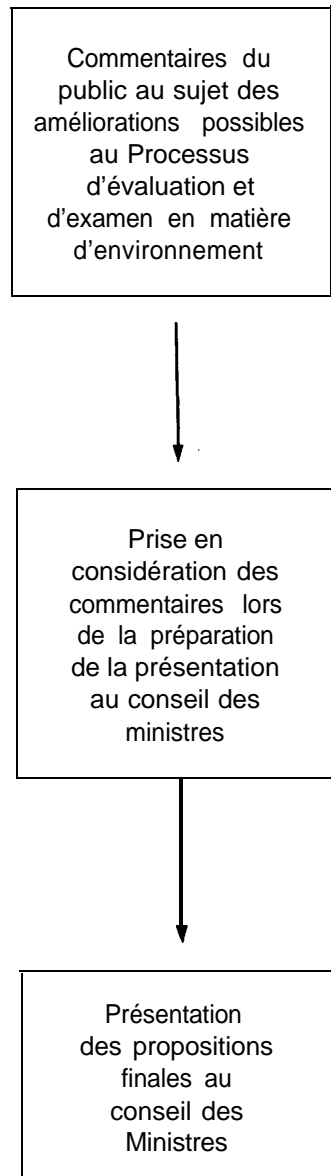 Commentaires du
public au sujet des
améliorations possibles
au Processus
d'évaluation et
d'examen en matière
d'environnement
Prise en
considération des
commentaires lors
de la préparation
de la présentation
au conseil des
ministres
Présentation
des propositions
finales au
conseil des
Ministres